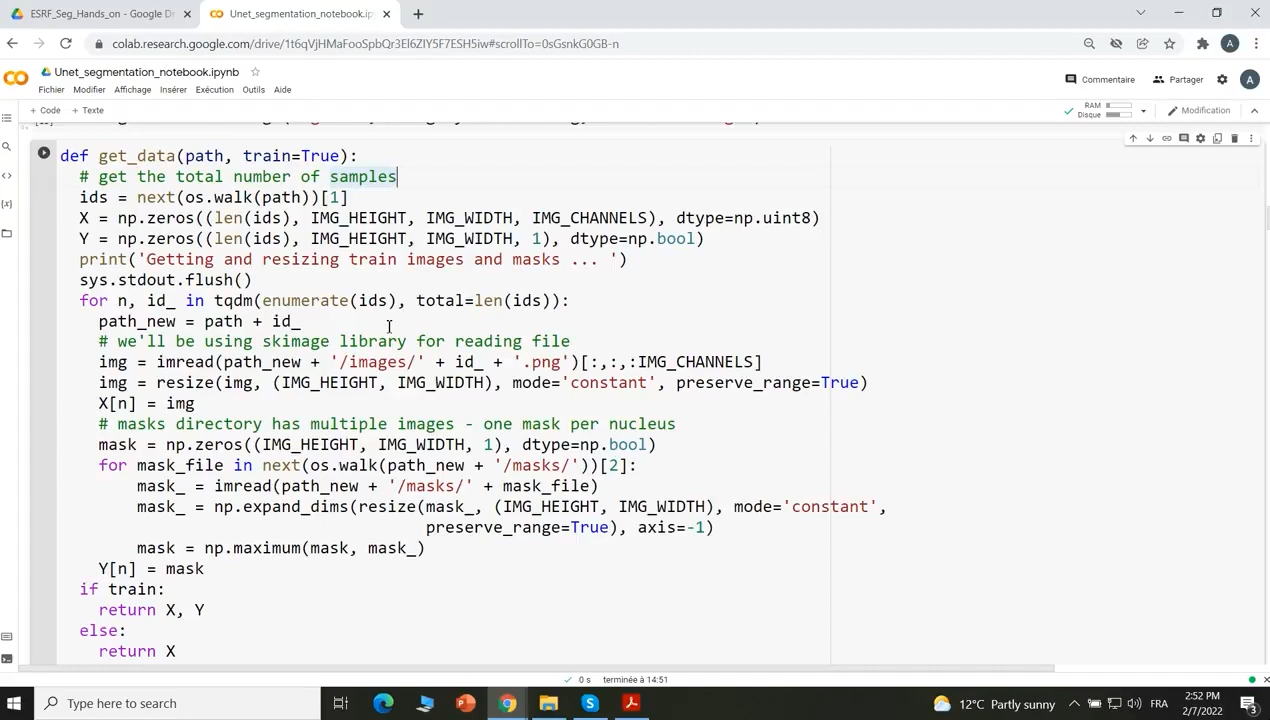 ESRF_Seg_Hands_on - Google Dr
Unet_segmentation_notebook.ipyn
colab.research.google.com/drive/1t6qVjHMaFooSpbQr3El6ZIY5F7ESH5iw#scrollTo=0sGsnkG0GB-n
A
Unet_segmentation_notebook.ipynb
Commentaire
Partager
A
Fichier Modifier Affichage Insérer Exécution Outils Aide
+ Code + Texte
RAM
Disque
Modification
def get_data(path, train=True):
# get the total number of samples
ids = next(os.walk(path))[1]
X = np.zeros((len(ids), IMG_HEIGHT, IMG_WIDTH, IMG_CHANNELS), dtype=np.uint8)
Y = np.zeros((len(ids), IMG_HEIGHT, IMG_WIDTH, 1), dtype=np.bool)
print('Getting and resizing train images and masks ... ')
sys.stdout.flush()
for n, id_ in tqdm(enumerate(ids), total=len(ids)):
path_new = path + id_
# we'll be using skimage library for reading file
img = imread(path_new + '/images/' + id_ + '.png')[:,:,:IMG_CHANNELS]
img = resize(img, (IMG_HEIGHT, IMG_WIDTH), mode='constant', preserve_range=True)
X[n] = img
# masks directory has multiple images - one mask per nucleus
mask = np.zeros((IMG_HEIGHT, IMG_WIDTH, 1), dtype=np.bool)
for mask_file in next(os.walk(path_new + '/masks/'))[2]:
mask_ = imread(path_new + '/masks/' + mask_file)
mask_ = np.expand_dims(resize(mask_, (IMG_HEIGHT, IMG_WIDTH), mode='constant',
preserve_range=True), axis=-1)
mask = np.maximum(mask, mask_)
Y[n] = mask
if train:
return X, Y
else:
return X
0 s terminée à 14:51
Type here to search
12°C Partly sunny
FRA
2:52 PM
2/7/2022
3